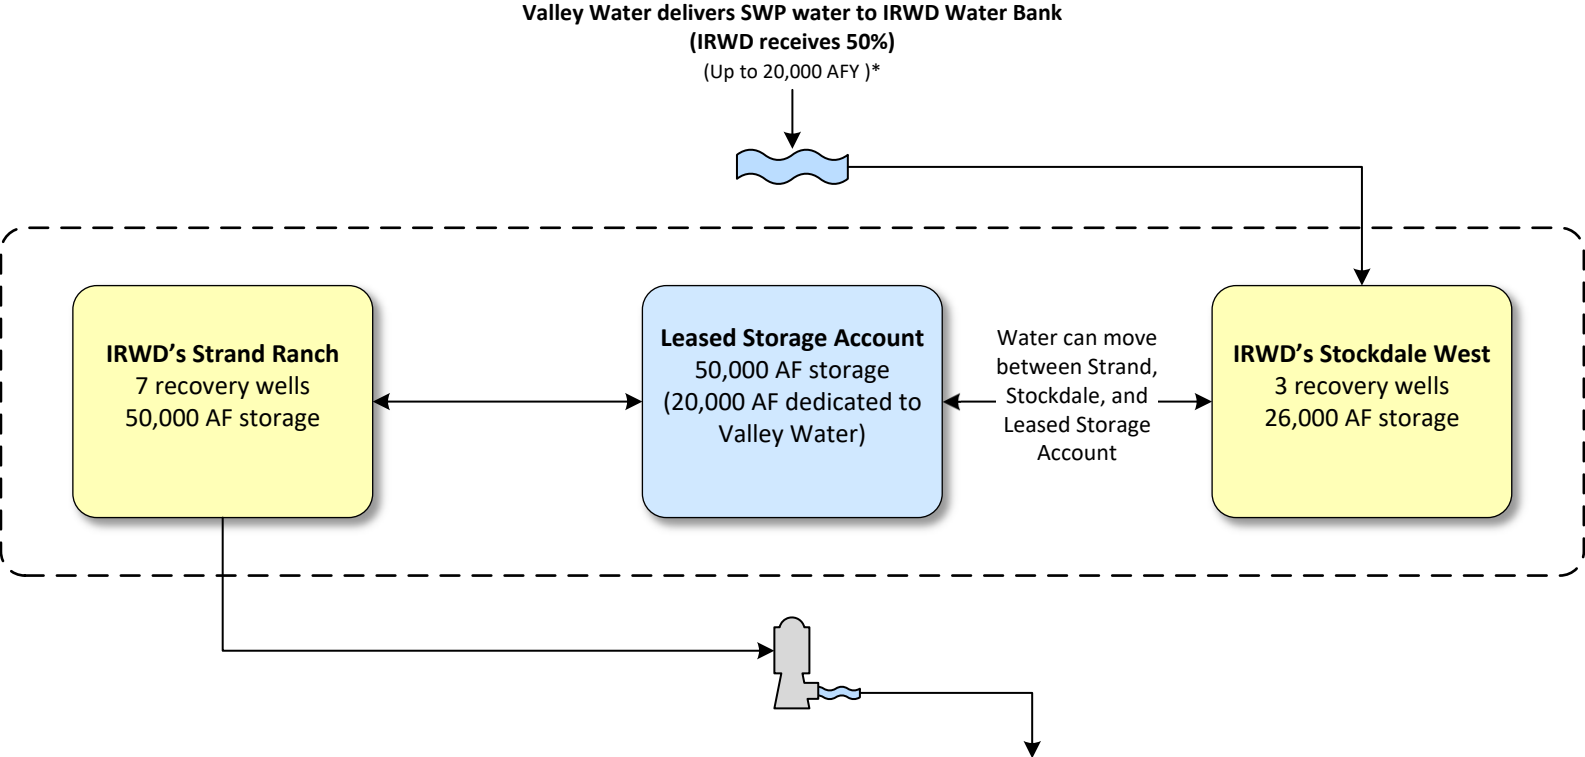 Valley Water delivers SWP water to IRWD Water Bank
(IRWD receives 50%)
(Up to 20,000 AFY )*
IRWD’s Strand Ranch
7 recovery wells
50,000 AF storage
Leased Storage Account
50,000 AF storage
(20,000 AF dedicated to
Valley Water)
Water can move
between Strand,
Stockdale, and
Leased Storage
Account
IRWD’s Stockdale West
3 recovery wells
26,000 AF storage